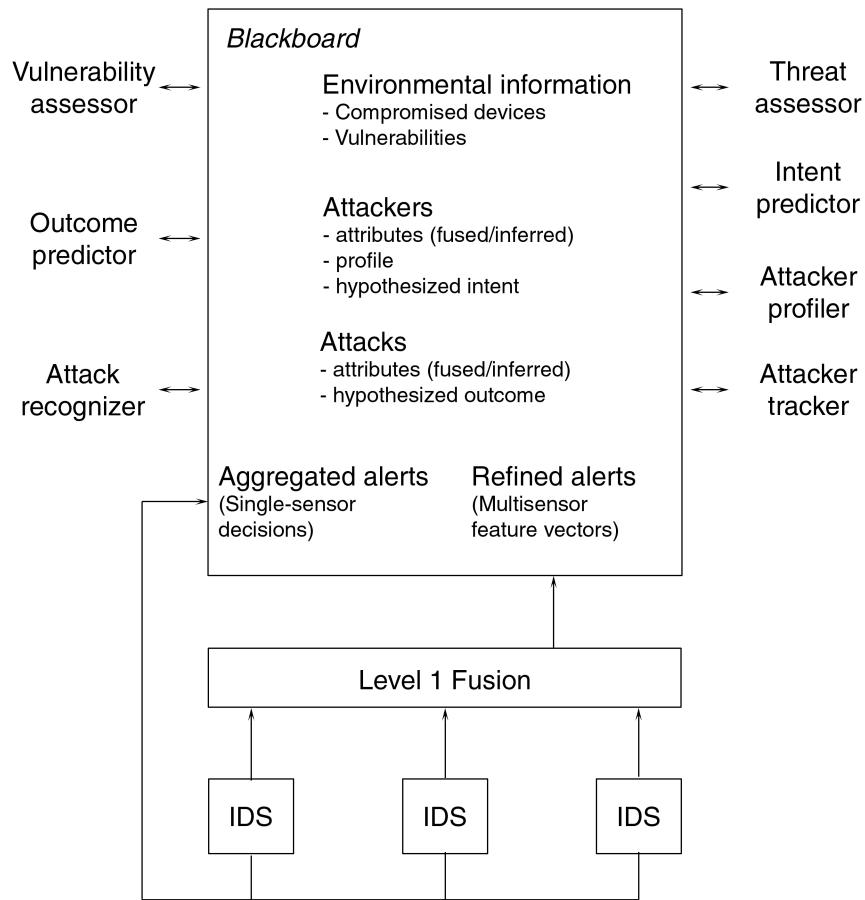 Blackboard
Vulnerability
assessor
Environmental information
- Compromised devices
- Vulnerabilities
Threat
assessor
Intent
predictor
Outcome
predictor
Attackers
- attributes (fused/inferred)
- profile
- hypothesized intent
Attacker
profiler
Attacks
- attributes (fused/inferred)
- hypothesized outcome
Attack
recognizer
Attacker
tracker
Aggregated alerts
(Single-sensor
decisions)
Refined alerts
(Multisensor
feature vectors)
Level 1 Fusion
IDS
IDS
IDS